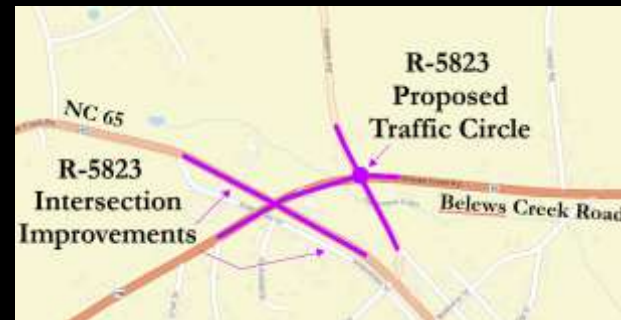 R-5823
Proposed
Traffic Circle
NC 65
R-5823
Intersection
Improvements
Belews Creek Road